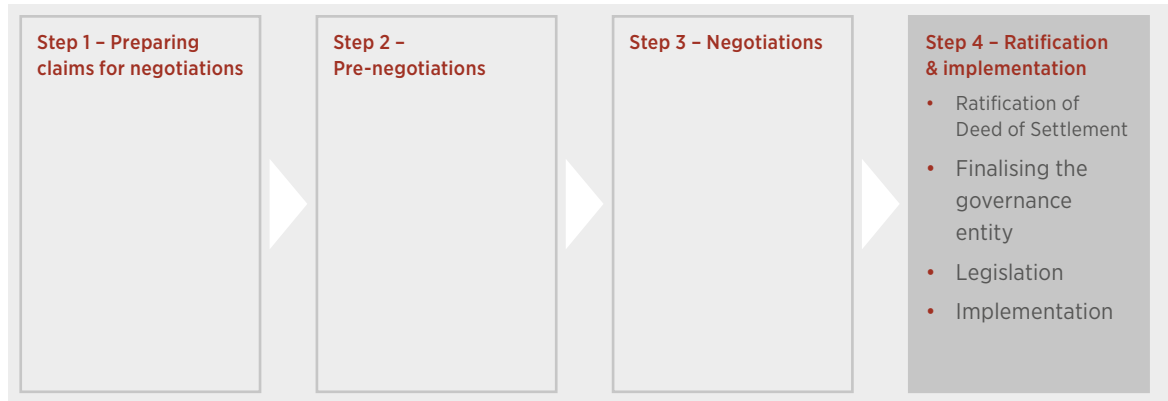 Step 1 – Preparing
claims for negotiations
Step 2 –
Pre-negotiations
Step 3 – Negotiations
Step 4 – Ratification
& implementation
• Ratification of
Deed of Settlement
• Finalising the
governance
entity
• Legislation
• Implementation